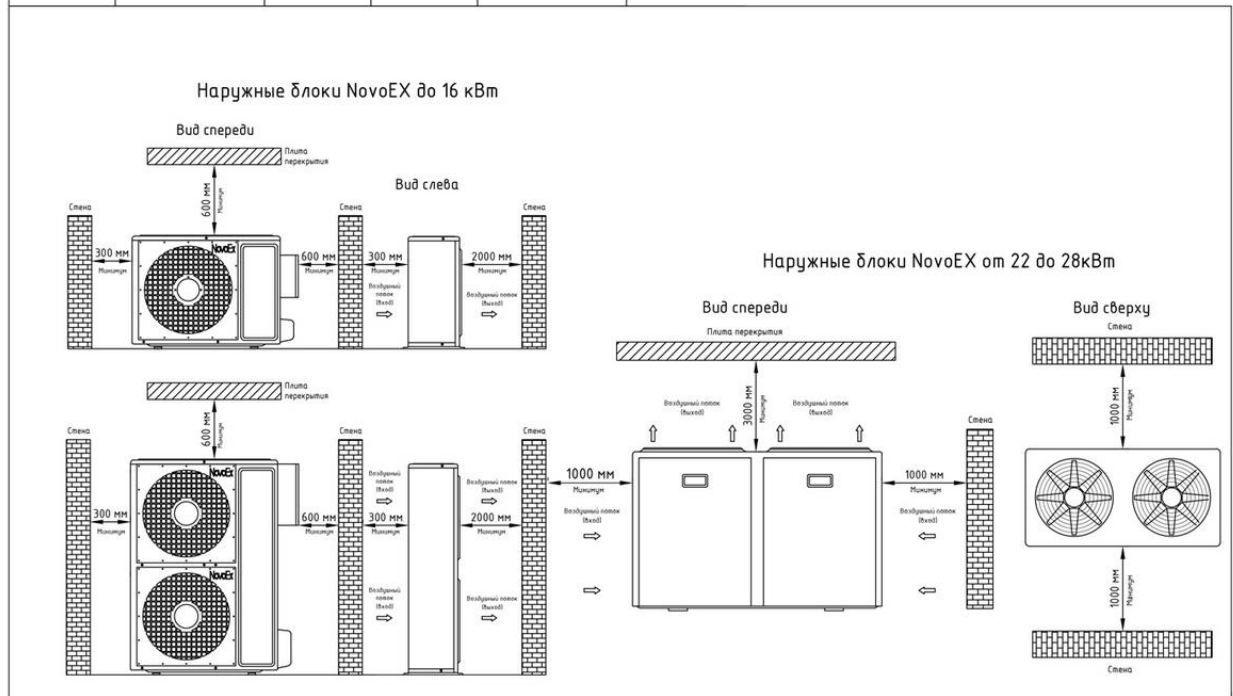 Наружные блоки NovoEX до 16 кВт
Вид спереди
Плита
перекрытия
600 мм
Минимум
Вид слева
Стена
Стена
Стена
NovoEx
300 мм
Минимум
600 мм
Минимум
300 мм
Минимум
2000 мм
Минимум
Воздушный
поток
(Вход)
Воздушный поток
(Выход)
Плита
перекрытия
600 мм
Минимум
Стена
Стена
Стена
NovoEx
Воздушный
поток
(Вход)
Воздушный поток
(Выход)
300 мм
Минимум
600 мм
Минимум
300 мм
Минимум
2000 мм
Минимум
NovoEx
Воздушный поток
(Вход)
Воздушный поток
(Выход)
Наружные блоки NovoEX от 22 до 28кВт
Вид спереди
Плита перекрытия
3000 мм
Минимум
Воздушный поток
(Выход)
Воздушный поток
(Выход)
Стена
1000 мм
Минимум
Воздушный поток
(Вход)
1000 мм
Минимум
Воздушный поток
(Вход)
Вид сверху
Стена
1000 мм
Минимум
1000 мм
Минимум
Стена